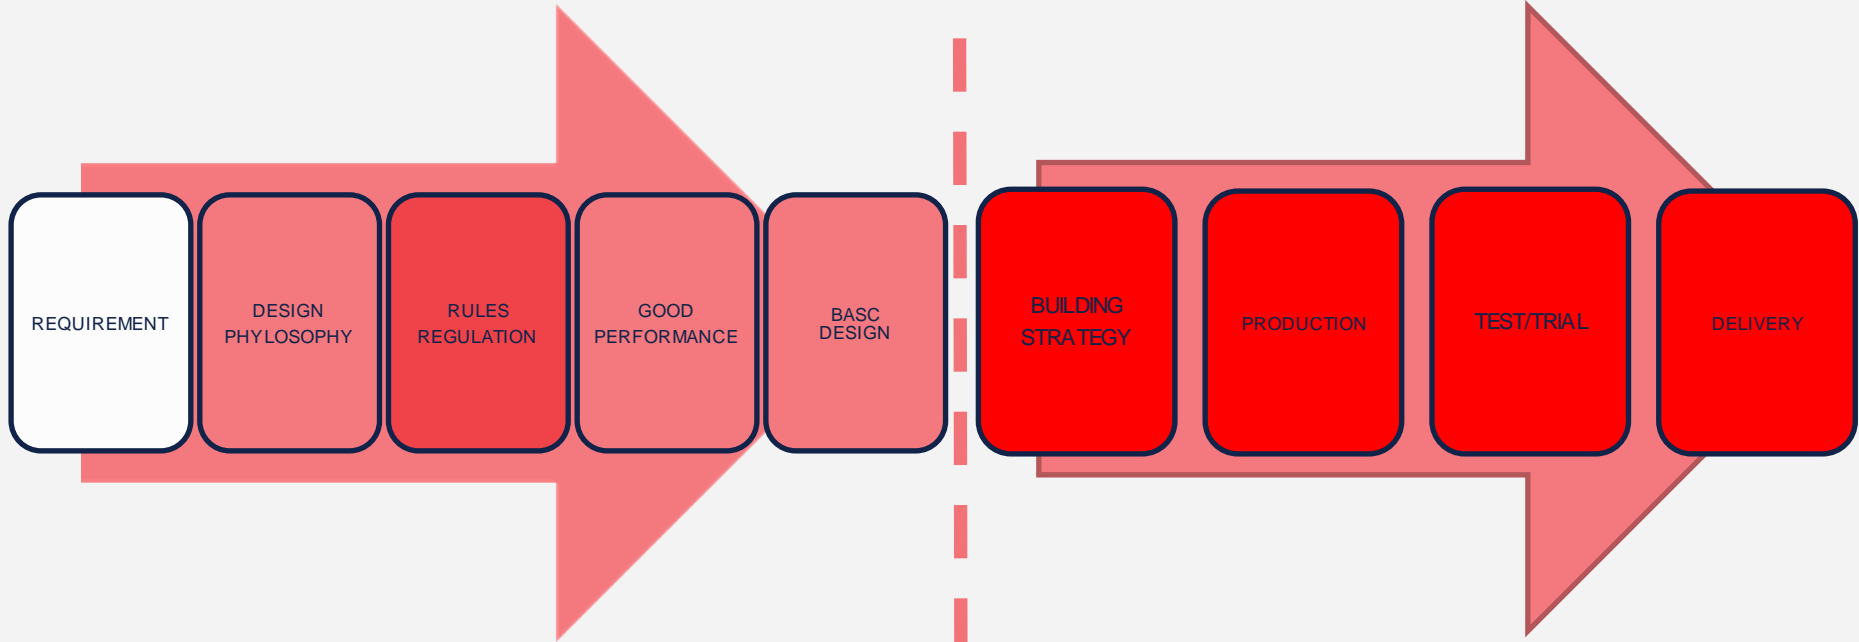 REQUIREMENT
DESIGN
PHYLOSOPHY
RULES
REGULATION
GOOD
PERFORMANCE
BASC
DESIGN
BUILDING
STRATEGY
PRODUCTION
TEST/TRIAL
DELIVERY